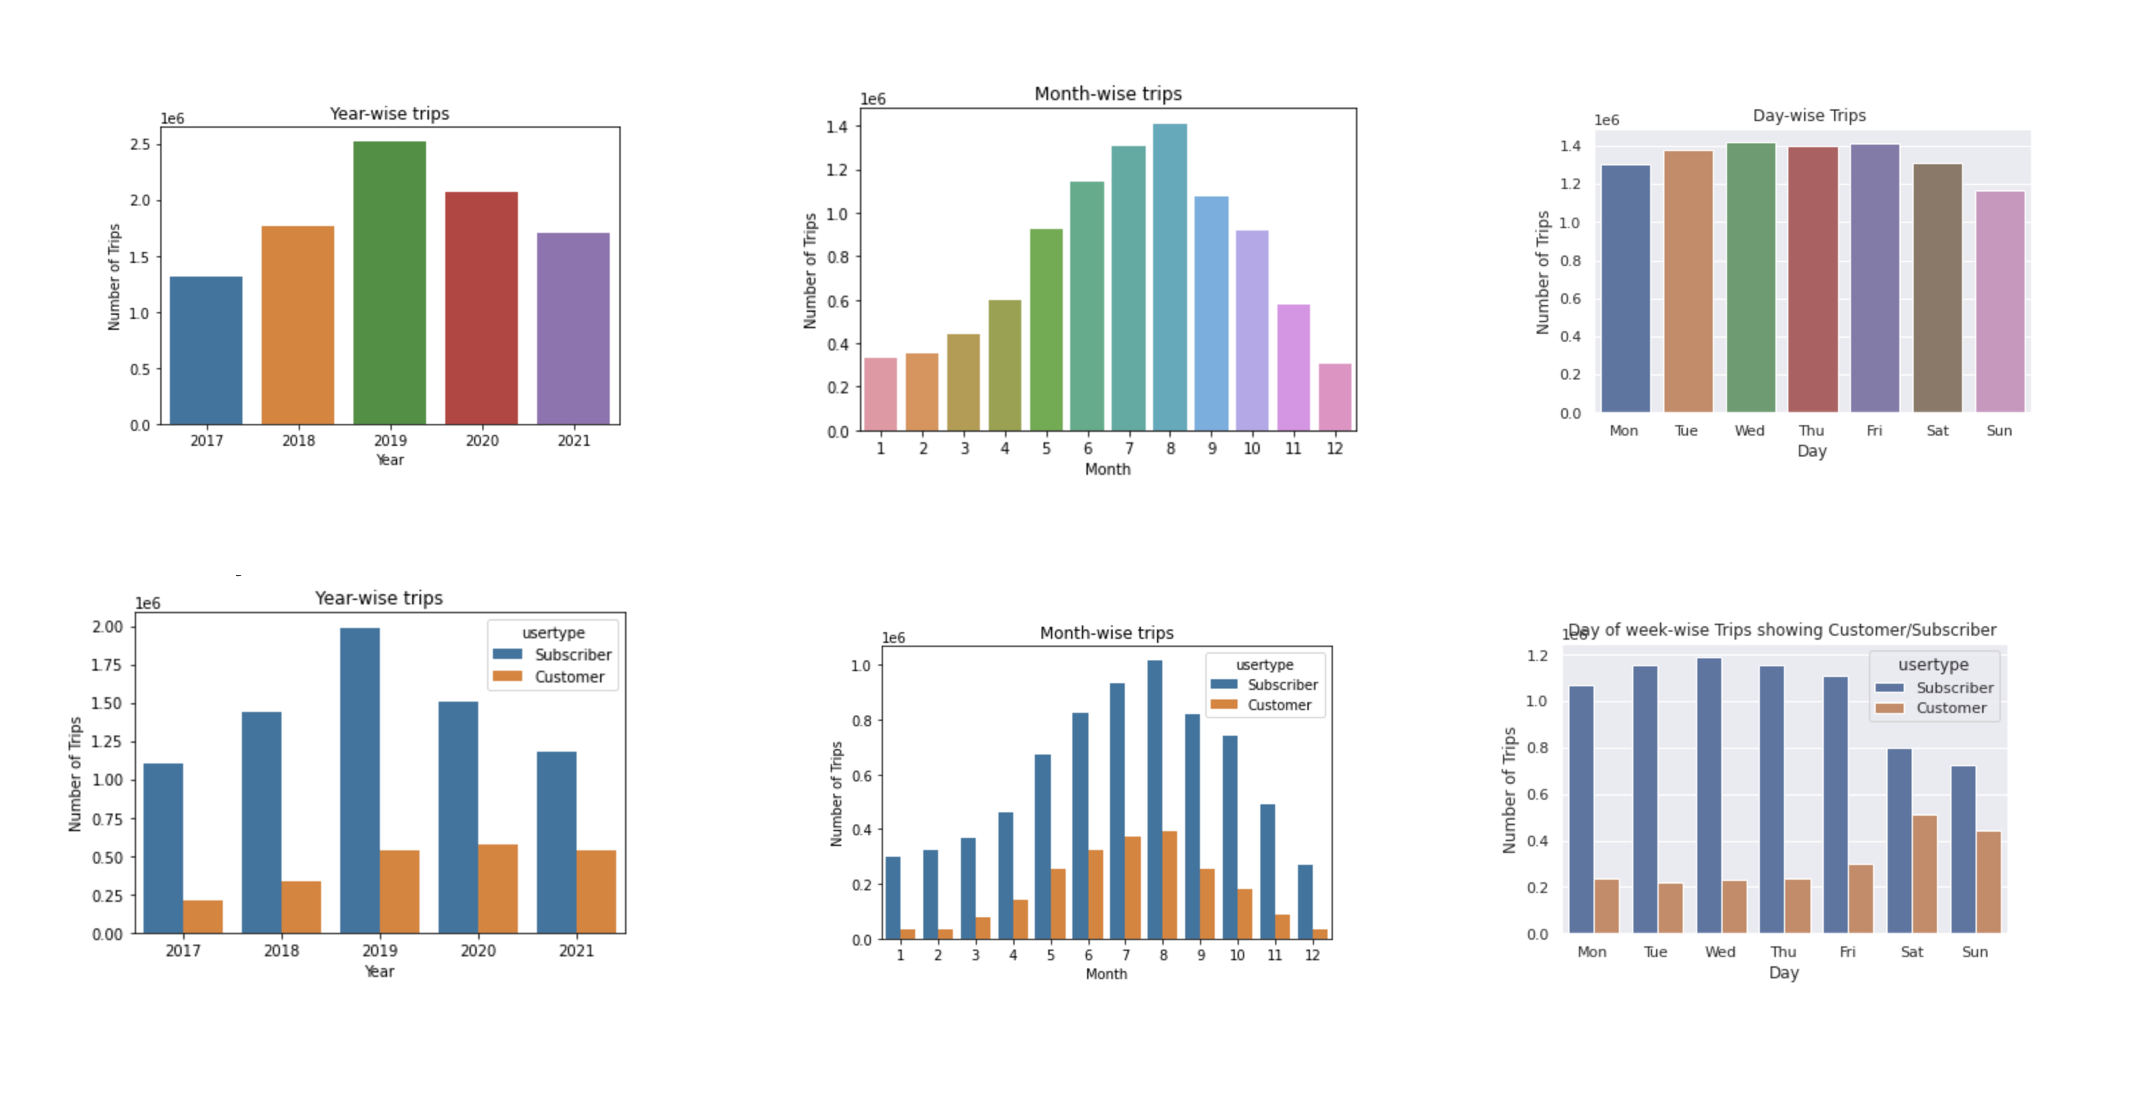 Year-wise trips
1e6
2.5
2.0
1.5
1.0
0.5
0.0
Number of Trips
2017 2018 2019 2020 2021
Year
Month-wise trips
1e6
1.4
1.2
1.0
0.8
0.6
0.4
0.2
0.0
Number of Trips
1 2 3 4 5 6 7 8 9 10 11 12
Month
Day-wise Trips
1e6
1.4
1.2
1.0
0.8
0.6
0.4
0.2
0.0
Number of Trips
Mon Tue Wed Thu Fri Sat Sun
Day
Year-wise trips
1e6
2.00
1.75
1.50
1.25
1.00
0.75
0.50
0.25
0.00
Number of Trips
usertype
Subscriber
Customer
2017 2018 2019 2020 2021
Year
Month-wise trips
1e6
1.0
0.8
0.6
0.4
0.2
0.0
Number of Trips
usertype
Subscriber
Customer
1 2 3 4 5 6 7 8 9 10 11 12
Month
Day of week-wise Trips showing Customer/Subscriber
1e6
1.2
1.0
0.8
0.6
0.4
0.2
0.0
Number of Trips
usertype
Subscriber
Customer
Mon Tue Wed Thu Fri Sat Sun
Day